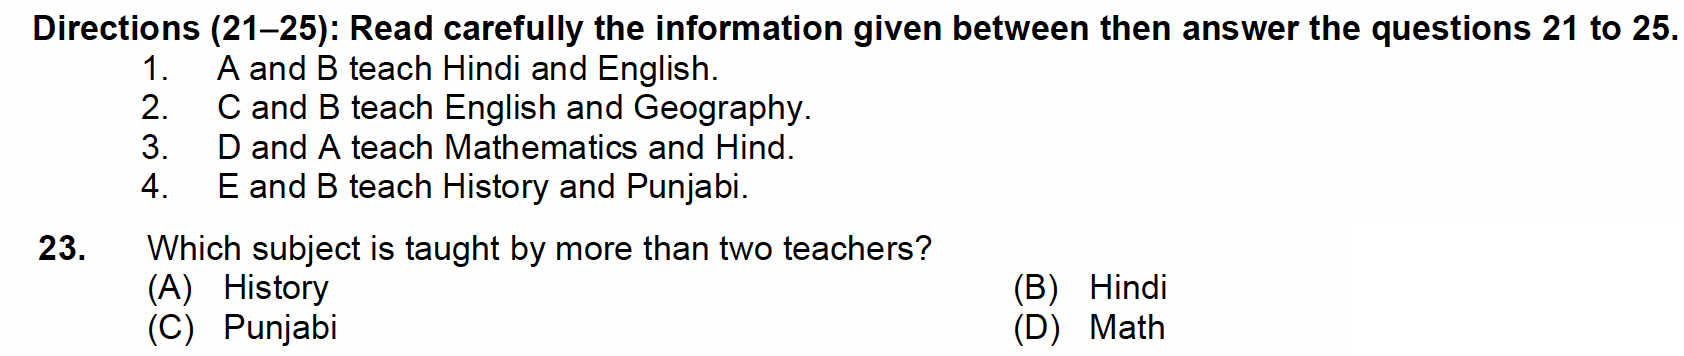 Directions (21–25): Read carefully the information given between then answer the questions 21 to 25.
1. A and B teach Hindi and English.
2. C and B teach English and Geography.
3. D and A teach Mathematics and Hind.
4. E and B teach History and Punjabi.
23. Which subject is taught by more than two teachers?
(A) History (B) Hindi
(C) Punjabi (D) Math